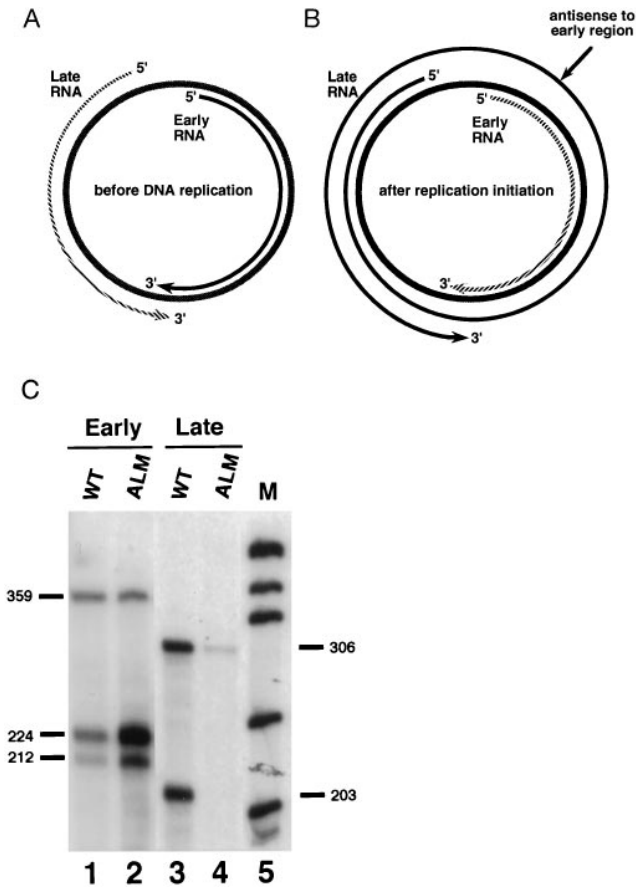 A
B
antisense to
early region
5'
Late
RNA
5'
Early
RNA
before DNA replication
3'
3'
Late
RNA
5'
5'
Early
RNA
after replication initiation
3'
3'
C
Early
Late
WT
ALM
WT
ALM
M
359
306
224
212
203
1 2 3 4 5